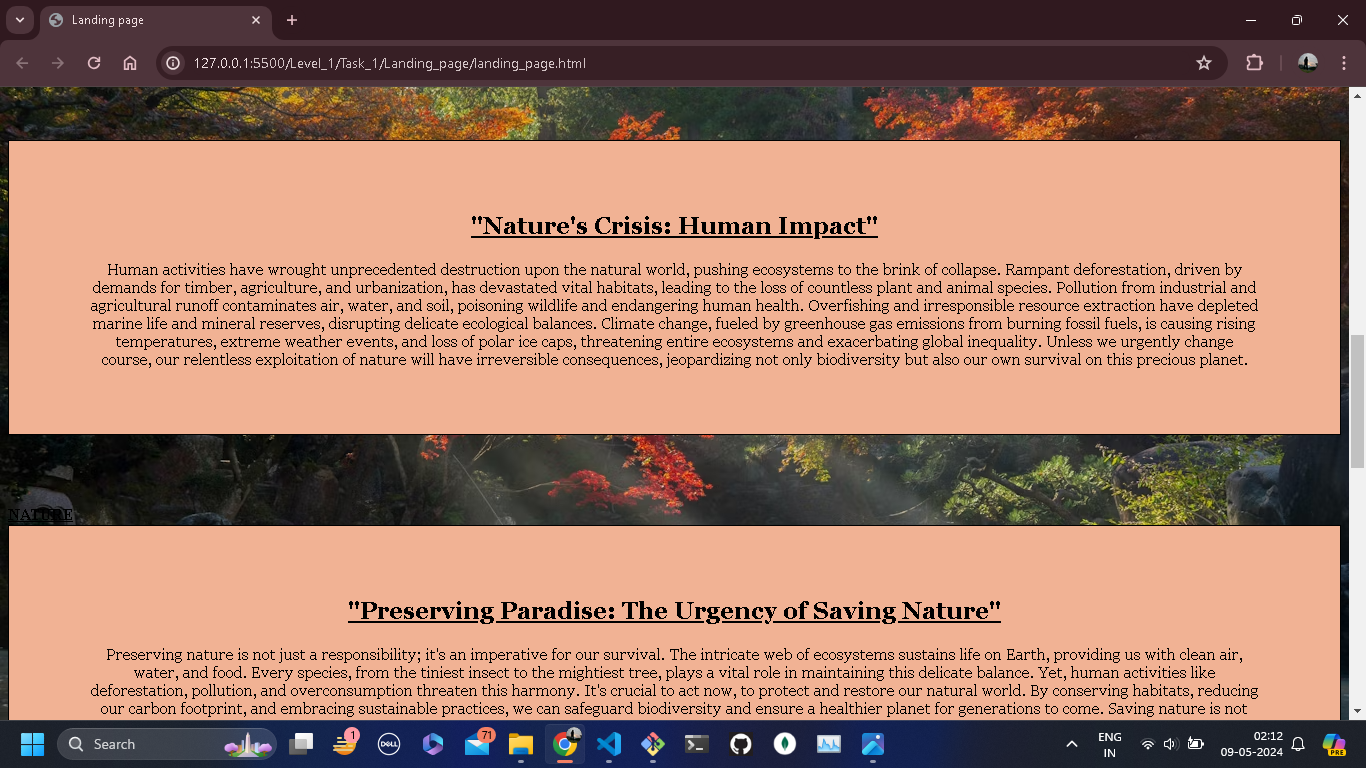 Landing page
127.0.0.1:5500/Level_1/Task_1/Landing_page/landing_page.html
"Nature's Crisis: Human Impact"
Human activities have wrought unprecedented destruction upon the natural world, pushing ecosystems to the brink of collapse. Rampant deforestation, driven by
demands for timber, agriculture, and urbanization, has devastated vital habitats, leading to the loss of countless plant and animal species. Pollution from industrial and
agricultural runoff contaminates air, water, and soil, poisoning wildlife and endangering human health. Overfishing and irresponsible resource extraction have depleted
marine life and mineral reserves, disrupting delicate ecological balances. Climate change, fueled by greenhouse gas emissions from burning fossil fuels, is causing rising
temperatures, extreme weather events, and loss of polar ice caps, threatening entire ecosystems and exacerbating global inequality. Unless we urgently change
course, our relentless exploitation of nature will have irreversible consequences, jeopardizing not only biodiversity but also our own survival on this precious planet.
NATURE
"Preserving Paradise: The Urgency of Saving Nature"
Preserving nature is not just a responsibility; it's an imperative for our survival. The intricate web of ecosystems sustains life on Earth, providing us with clean air,
water, and food. Every species, from the tiniest insect to the mightiest tree, plays a vital role in maintaining this delicate balance. Yet, human activities like
deforestation, pollution, and overconsumption threaten this harmony. It's crucial to act now, to protect and restore our natural world. By conserving habitats, reducing
our carbon footprint, and embracing sustainable practices, we can safeguard biodiversity and ensure a healthier planet for generations to come. Saving nature is not
Search
1
DELL
71
ENG
IN
02:12
09-05-2024
PRE